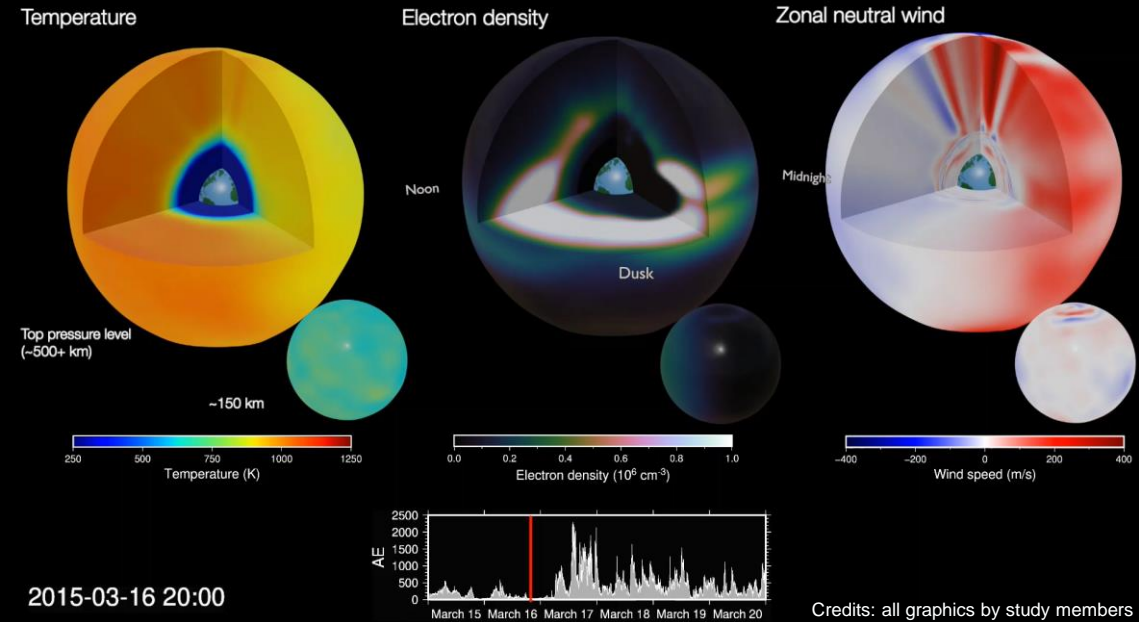 Temperature
Electron density
Zonal neutral wind
Noon
Midnight
Dusk
Top pressure level
(~500+ km)
~150 km
250 500 750 1000 1250
Temperature (K)
0.0 0.2 0.4 0.6 0.8 1.0
Electron density (10⁶ cm⁻³)
−400 −200 0 200 400
Wind speed (m/s)
2500
2000
1500
1000
500
0
AE
March 15 March 16 March 17 March 18 March 19 March 20
2015-03-16 20:00
Credits: all graphics by study members